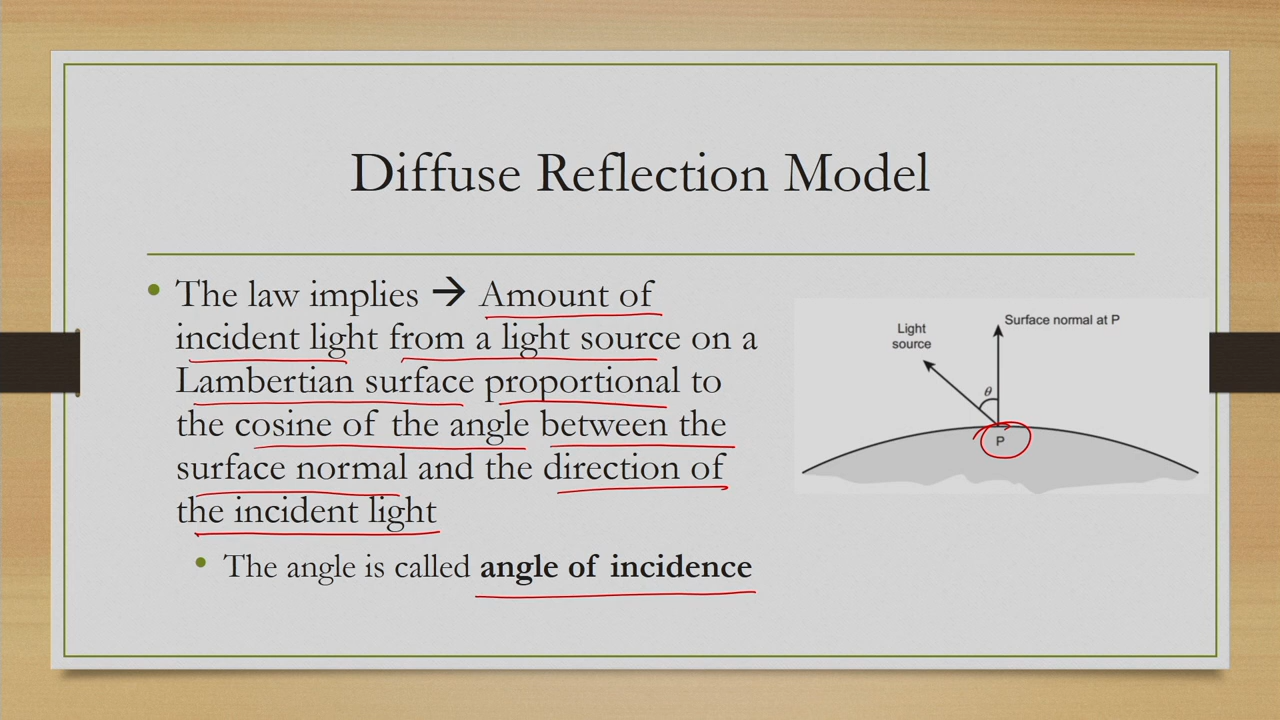 Diffuse Reflection Model
• The law implies → Amount of
incident light from a light source on a
Lambertian surface proportional to
the cosine of the angle between the
surface normal and the direction of
the incident light
• The angle is called angle of incidence
Light
source
Surface normal at P
θ
P